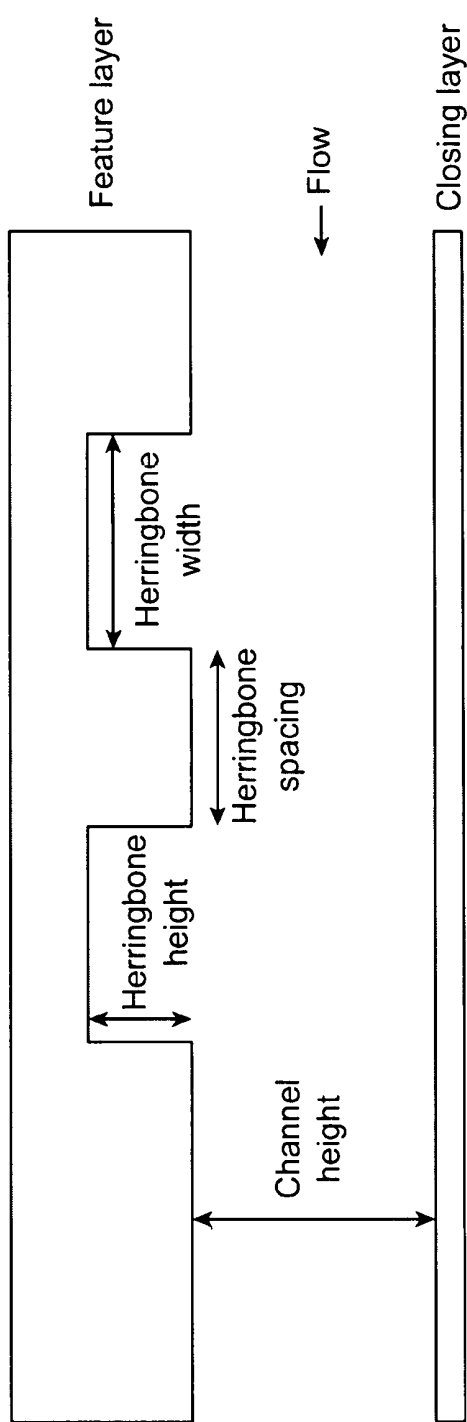 Feature layer
Herringbone
width
Herringbone
height
Herringbone
spacing
Flow
Channel
height
Closing layer